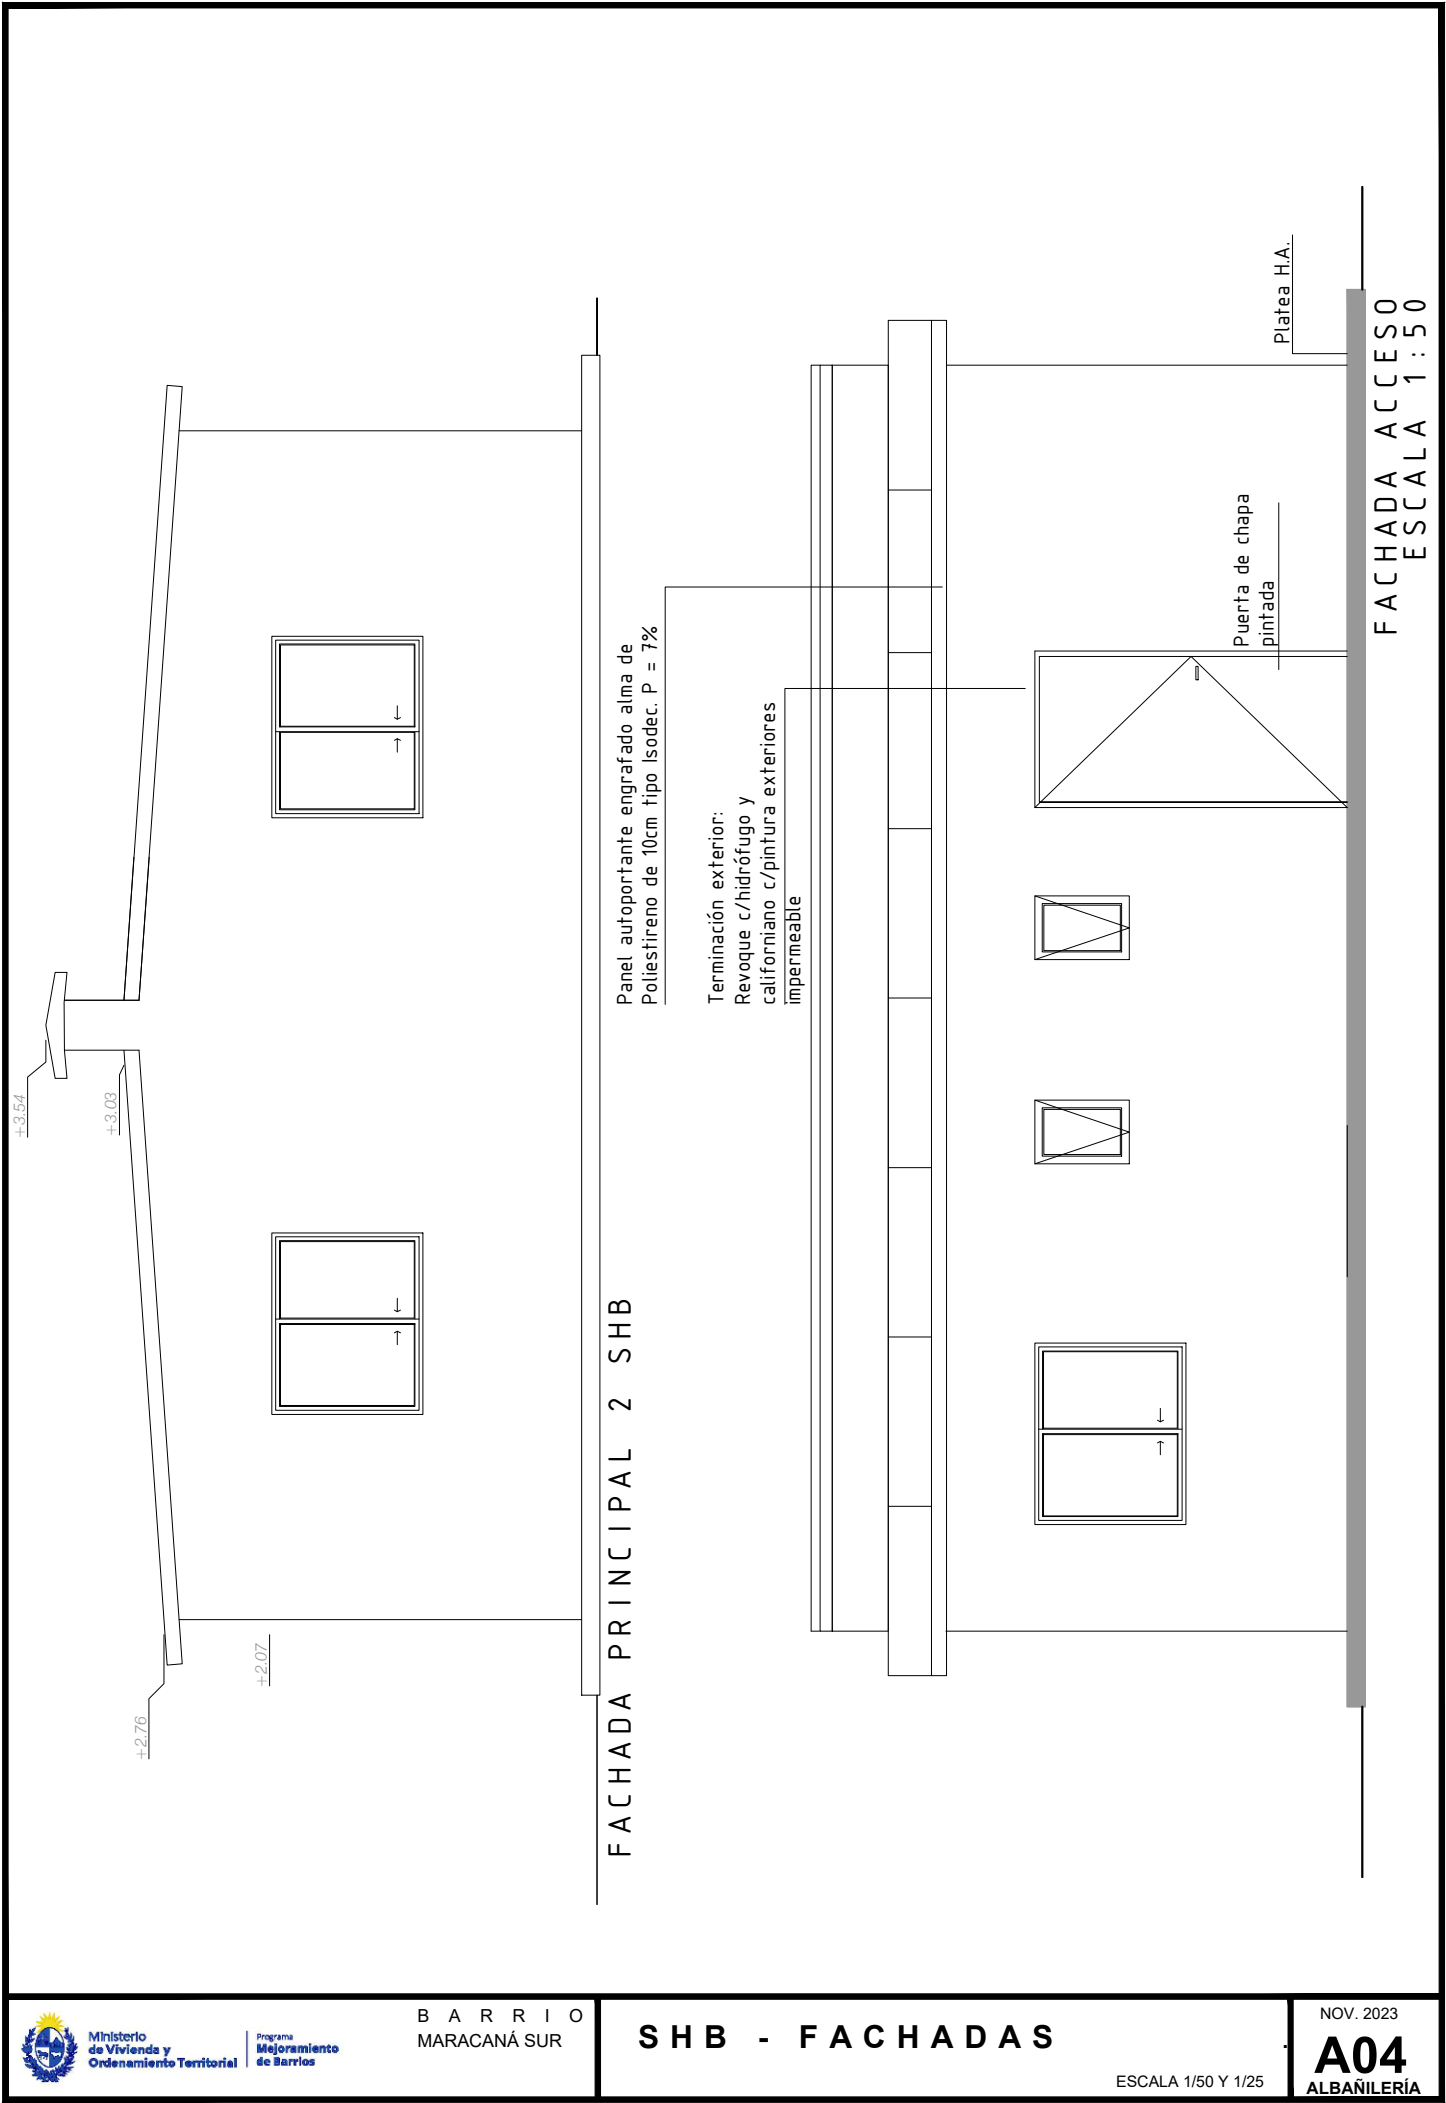 +3.54
+3.03
+2.76
+2.07
FACHADA PRINCIPAL 2 SHB
Panel autoportante engrafado alma de
Poliestireno de 10cm tipo Isodec. P = 7%
Terminación exterior:
Revoque c/hidrófugo y
californiano c/pintura exteriores
impermeable
Puerta de chapa
pintada
Platea H.A.
FACHADA ACCESO
ESCALA 1:50
Ministerio
de Vivienda y
Ordenamiento Territorial
Programa
Mejoramiento
de Barrios
BARRIO
MARACANÁ SUR
SHB - FACHADAS
ESCALA 1/50 Y 1/25
NOV. 2023
A04
ALBAÑILERÍA